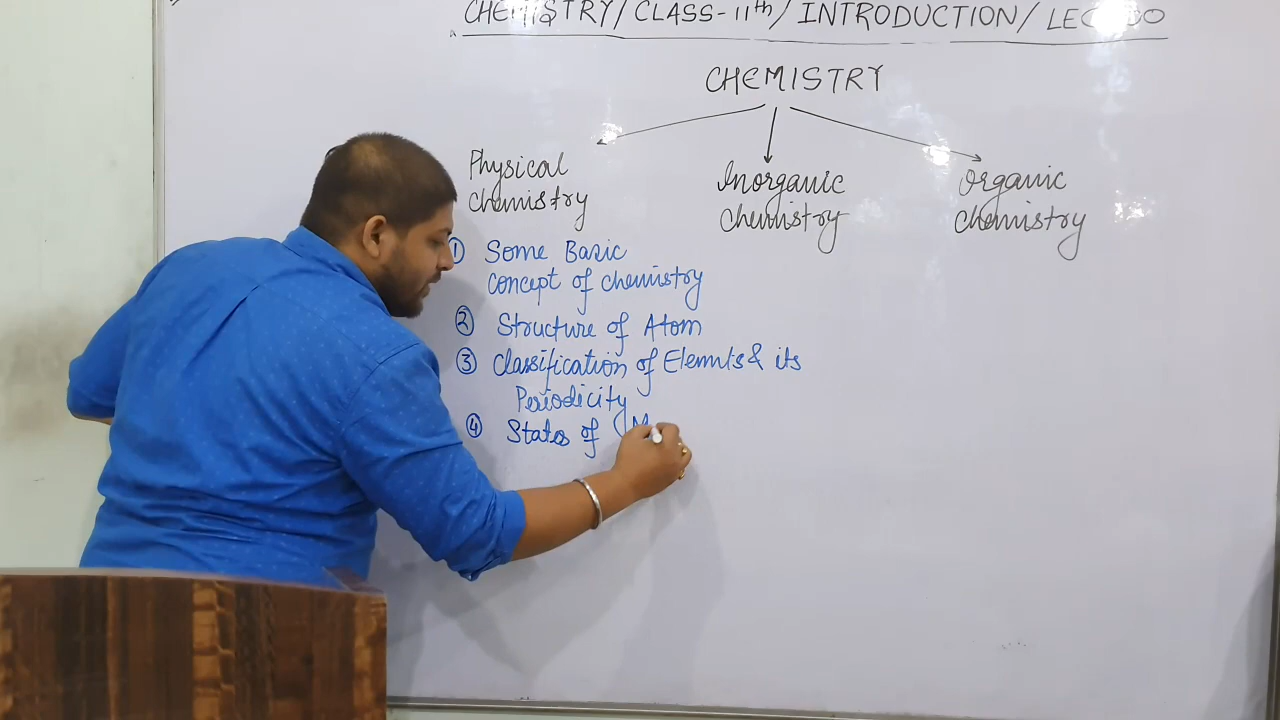 CHEMISTRY/CLASS-11th/INTRODUCTION/
CHEMISTRY
Physical
chemistry
Inorganic
chemistry
Organic
chemistry
① Some Basic
concept of chemistry
② Structure of Atom
③ Classification of Elemnts & its
Periodicity
④ States of